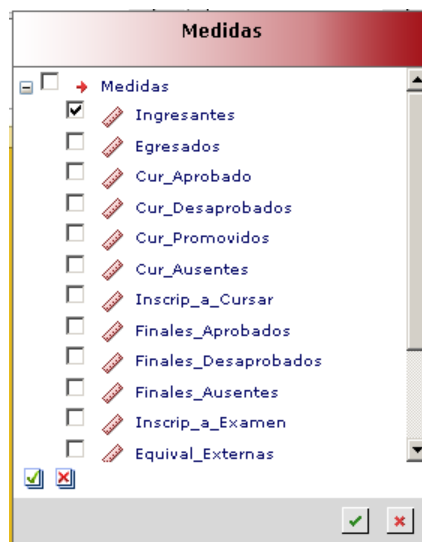 Medidas
Medidas
Ingresantes
Egresados
Cur_Aprobado
Cur_Desaprobados
Cur_Promovidos
Cur_Ausentes
Inscrip_a_Cursar
Finales_Aprobados
Finales_Desaprobados
Finales_Ausentes
Inscrip_a_Examen
Equival_Externas